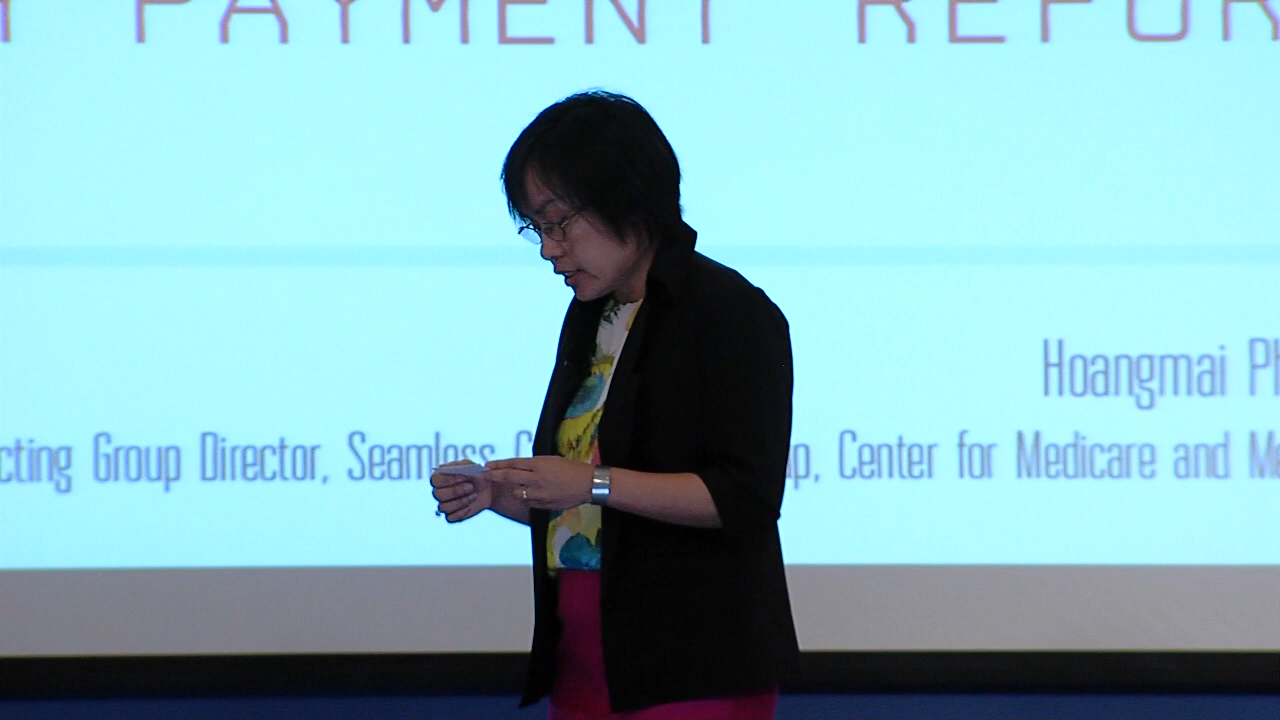 PAYMENT REFOR
Hoangmai Ph
cting Group Director, Seamless C p, Center for Medicare and Me